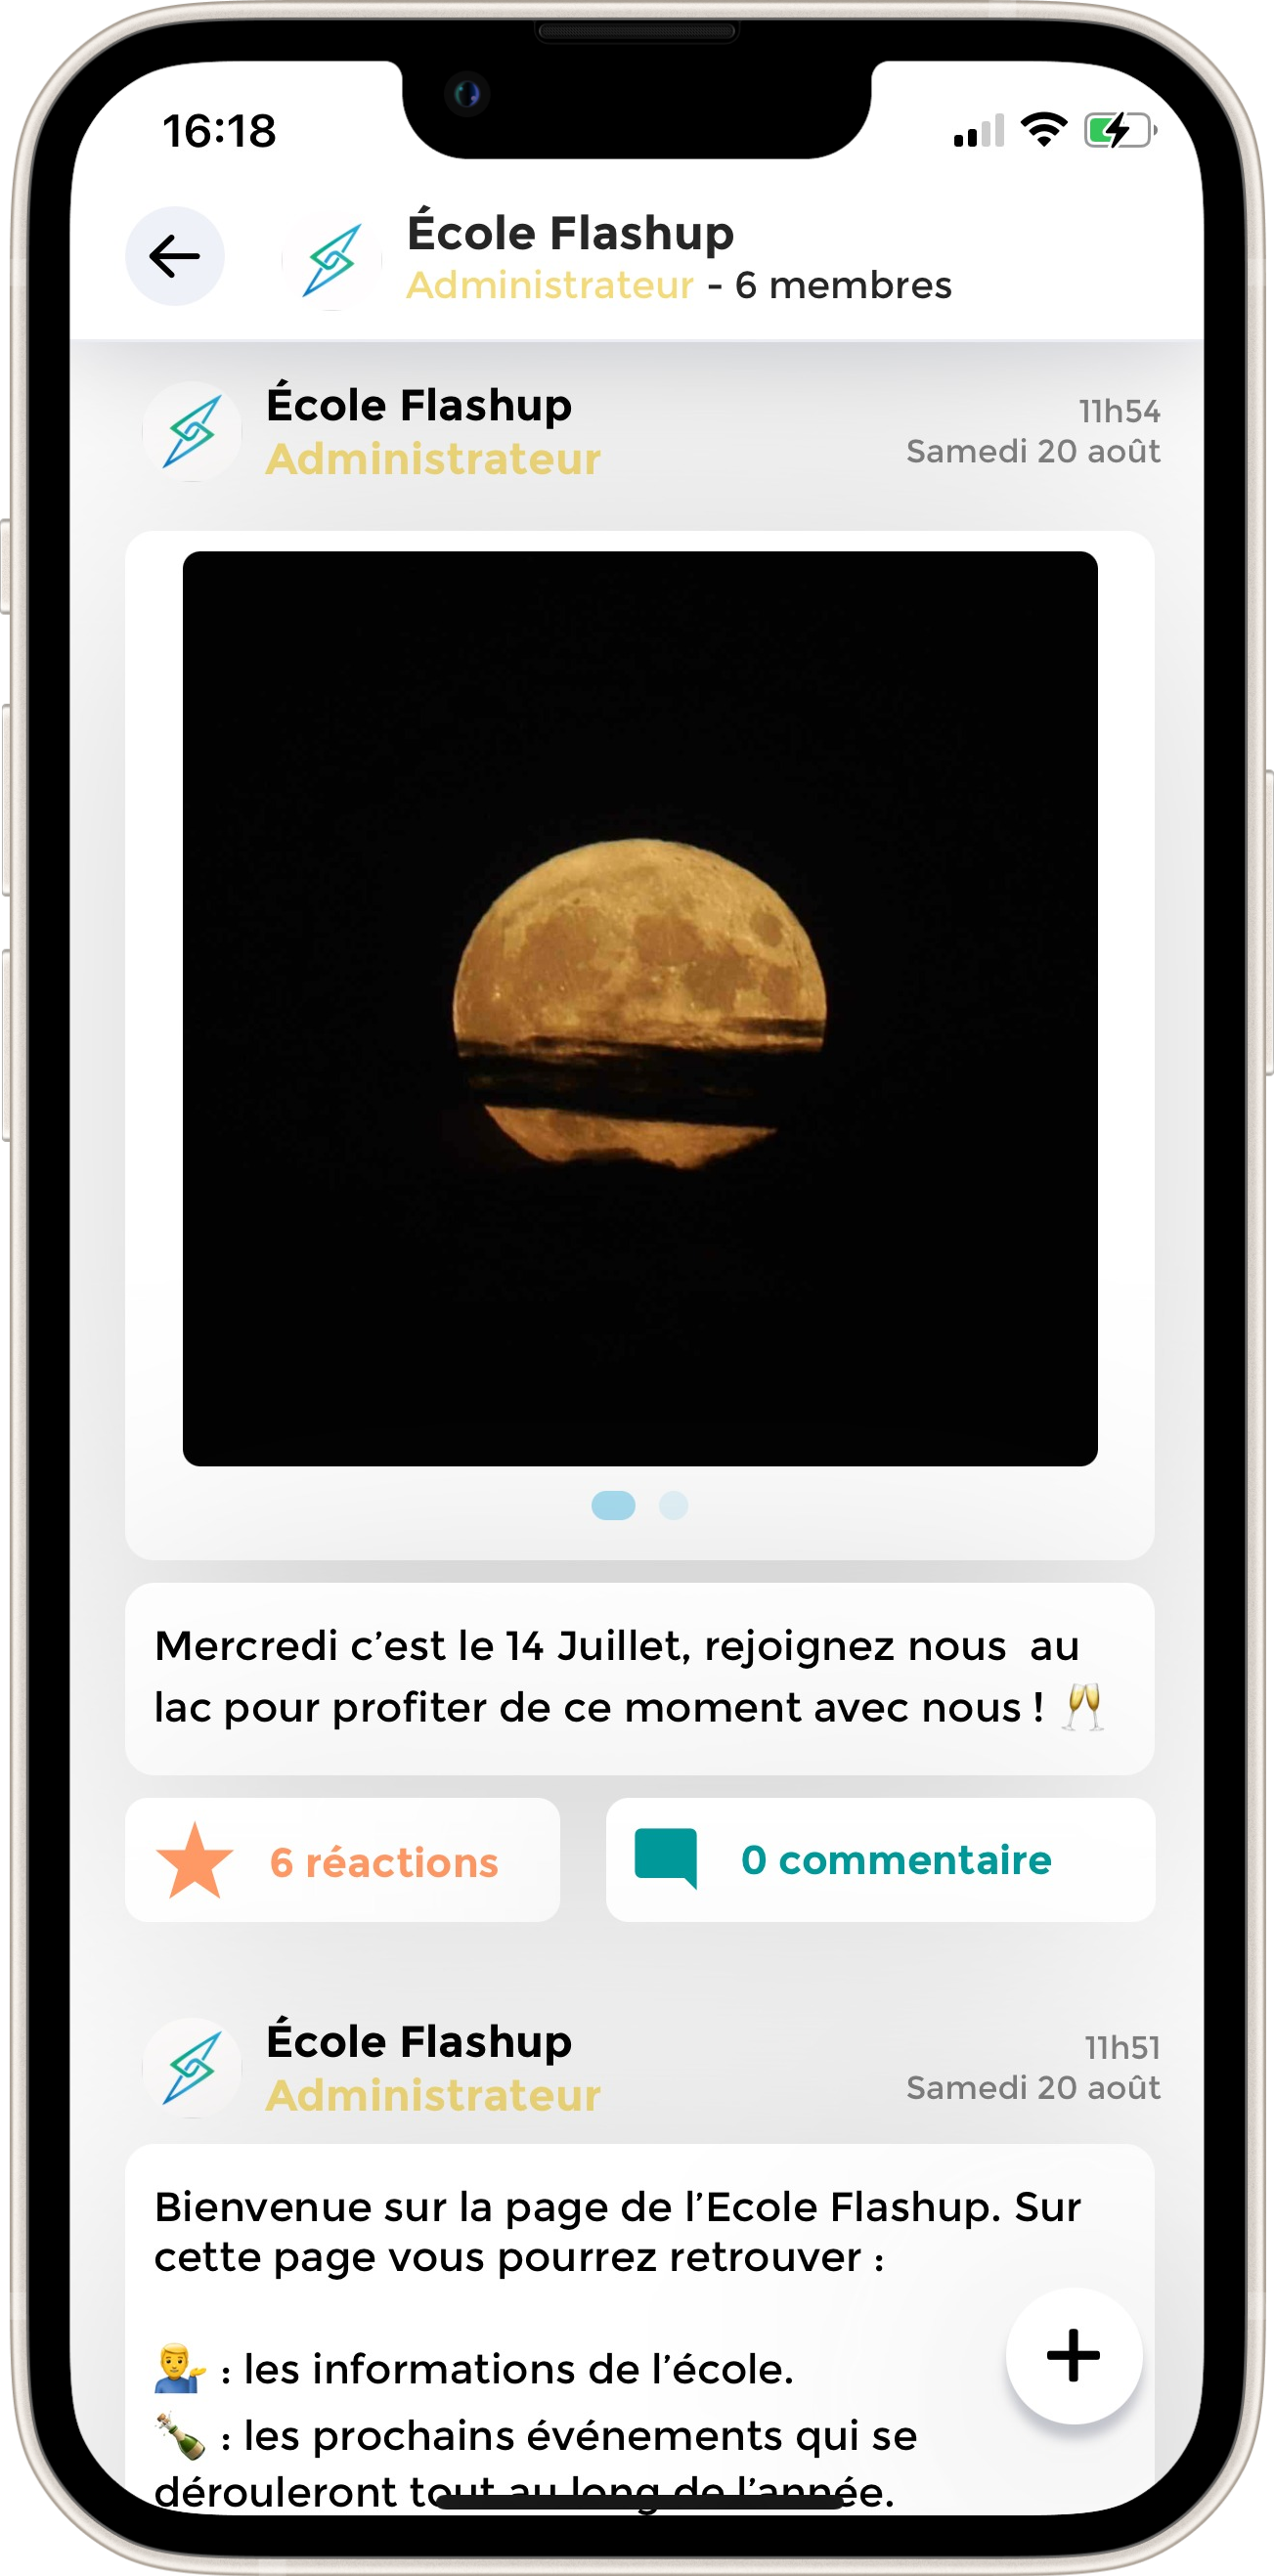 16:18
École Flashup
Administrateur - 6 membres
École Flashup
11h54
Administrateur
Samedi 20 août
Mercredi c’est le 14 Juillet, rejoignez nous  au
lac pour profiter de ce moment avec nous ! 🥂
6 réactions
0 commentaire
École Flashup
11h51
Administrateur
Samedi 20 août
Bienvenue sur la page de l’Ecole Flashup. Sur
cette page vous pourrez retrouver :
💁‍♂️ : les informations de l’école.
🍾 : les prochains événements qui se
dérouleront tout au long de l’année.